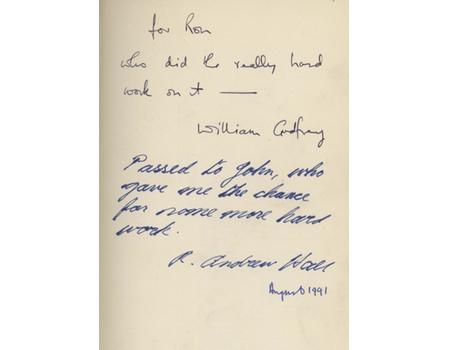 for Ron
who did the really hard
work on it —
William Godfrey
Passed to John, who
gave me the chance
for some more hard
work.
R. Andrew Hall
August 1991